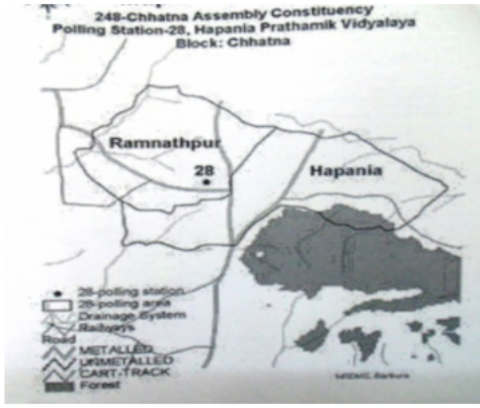 248-Chhatna Assembly Constituency
Polling Station-28, Hapania Prathamik Vidyalaya
Block: Chhatna
Ramnathpur
28
Hapania
28-polling station
28-polling area
Drainage System
Railways
Road
METALLED
UNMETALLED
CART-TRACK
Forest
Bankura